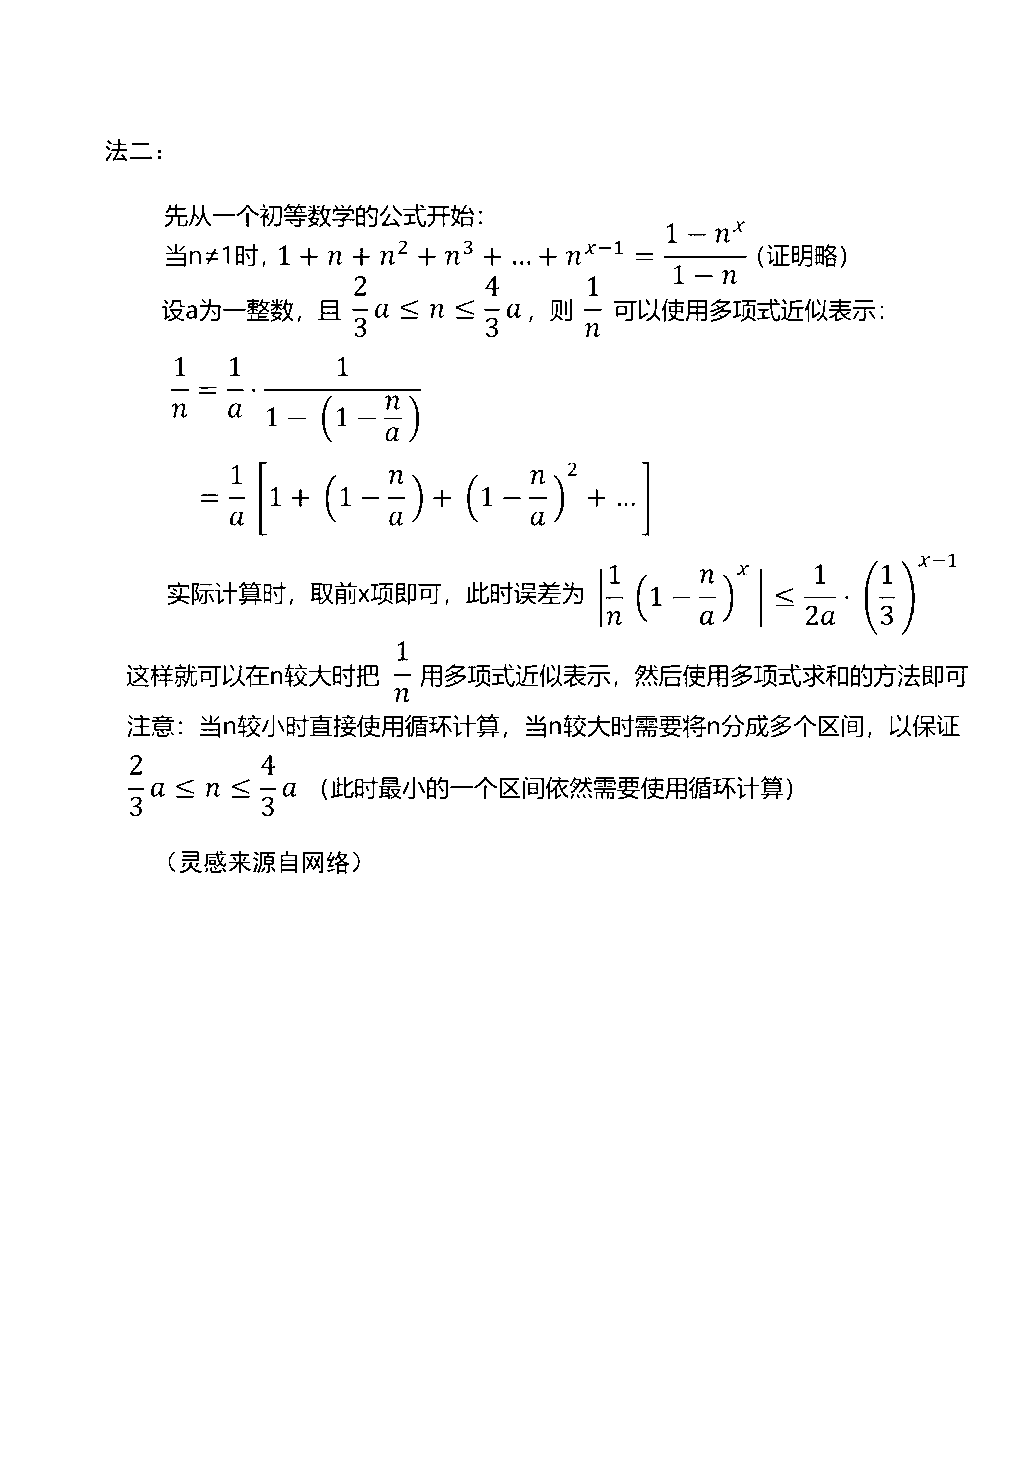 法二：
先从一个初等数学的公式开始：
当n≠1时，$1+n+n^2+n^3+...+n^{x-1}=\frac{1-n^x}{1-n}$（证明略）
设a为一整数，且 $\frac{2}{3}a\leq n\leq\frac{4}{3}a$，则 $\frac{1}{n}$ 可以使用多项式近似表示：
$\frac{1}{n}=\frac{1}{a}\cdot\frac{1}{1-\left(1-\frac{n}{a}\right)}$
$=\frac{1}{a}\left[1+\left(1-\frac{n}{a}\right)+\left(1-\frac{n}{a}\right)^2+...\right]$
实际计算时，取前x项即可，此时误差为 $\left|\frac{1}{n}\left(1-\frac{n}{a}\right)^x\right|\leq\frac{1}{2a}\cdot\left(\frac{1}{3}\right)^{x-1}$
这样就可以在n较大时把 $\frac{1}{n}$ 用多项式近似表示，然后使用多项式求和的方法即可
注意：当n较小时直接使用循环计算，当n较大时需要将n分成多个区间，以保证
$\frac{2}{3}a\leq n\leq\frac{4}{3}a$（此时最小的一个区间依然需要使用循环计算）
（灵感来源自网络）